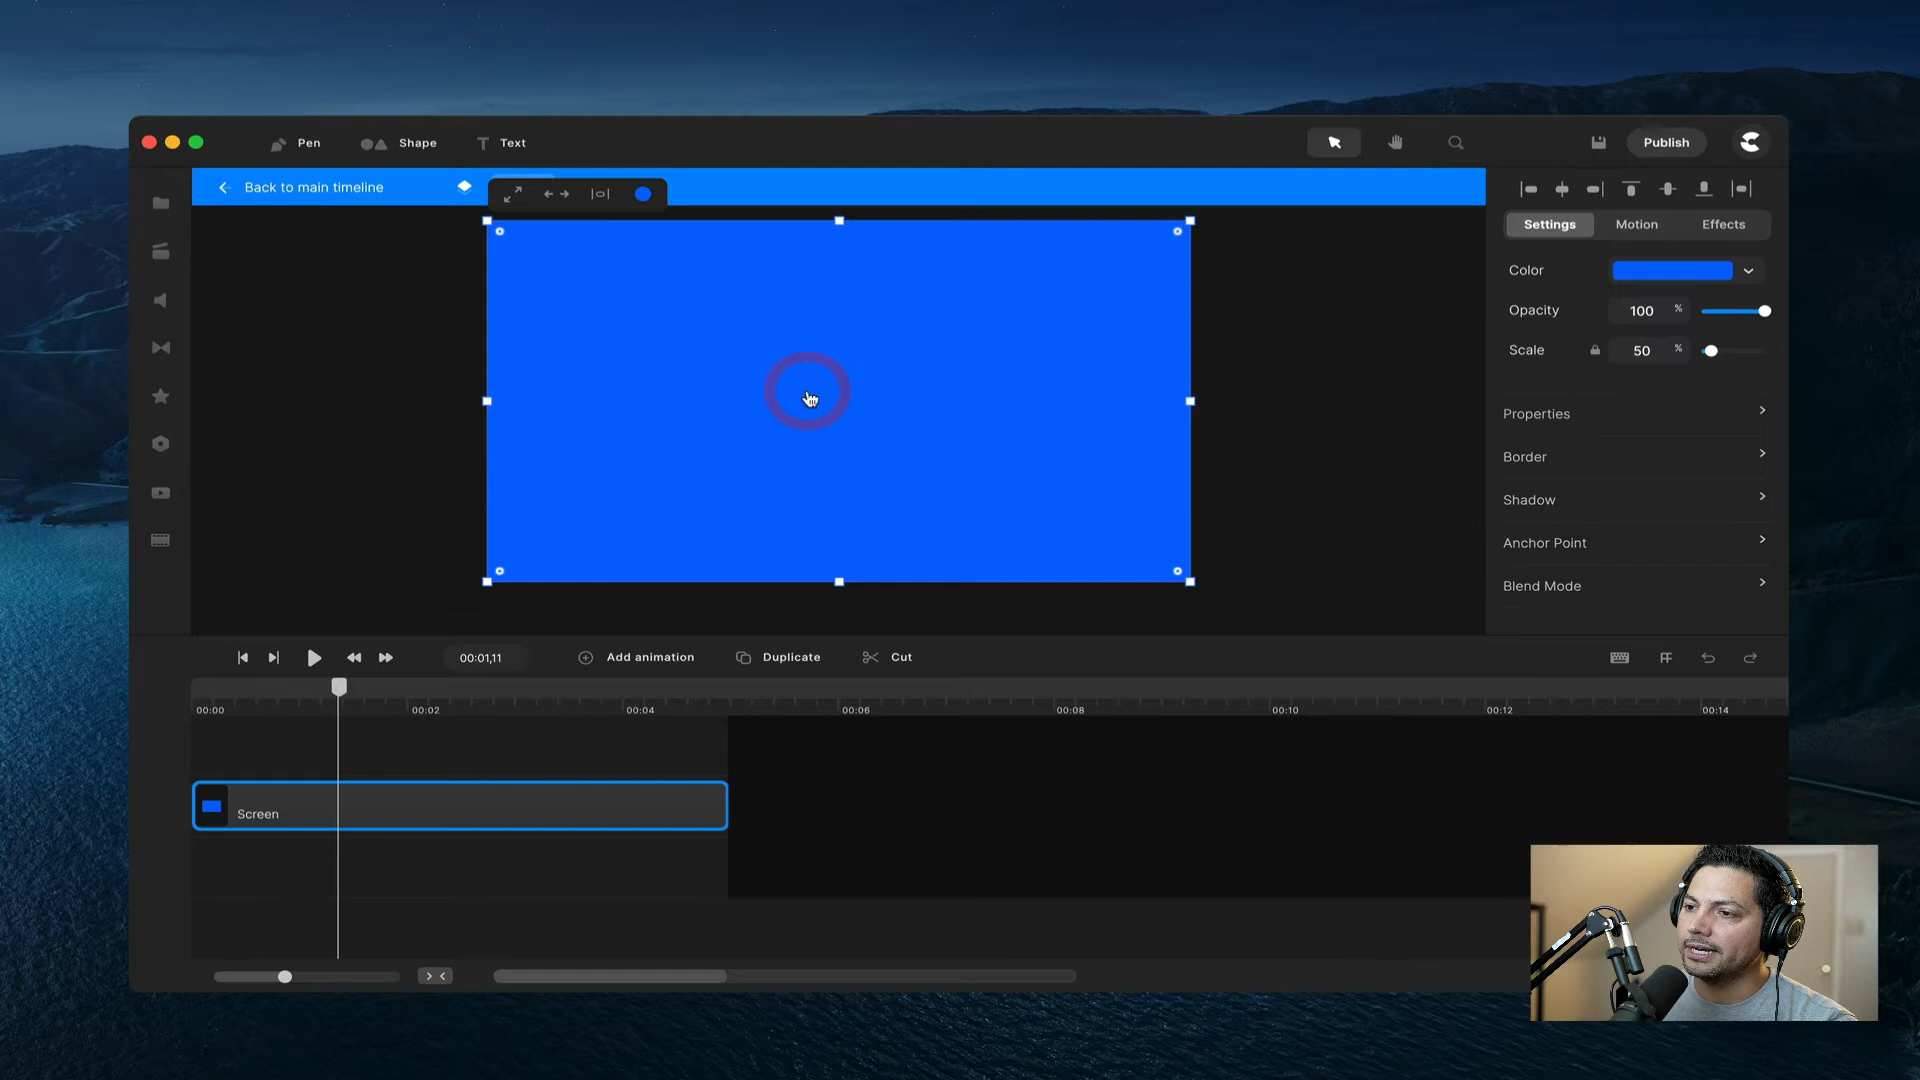 Pen Shape Text Publish
Back to main timeline
Settings Motion Effects
Color
Opacity 100 %
Scale 50 %
Properties
Border
Shadow
Anchor Point
Blend Mode
00:01,11 Add animation Duplicate Cut
00:00 00:02 00:04 00:06 00:08 00:10 00:12 00:14
Screen